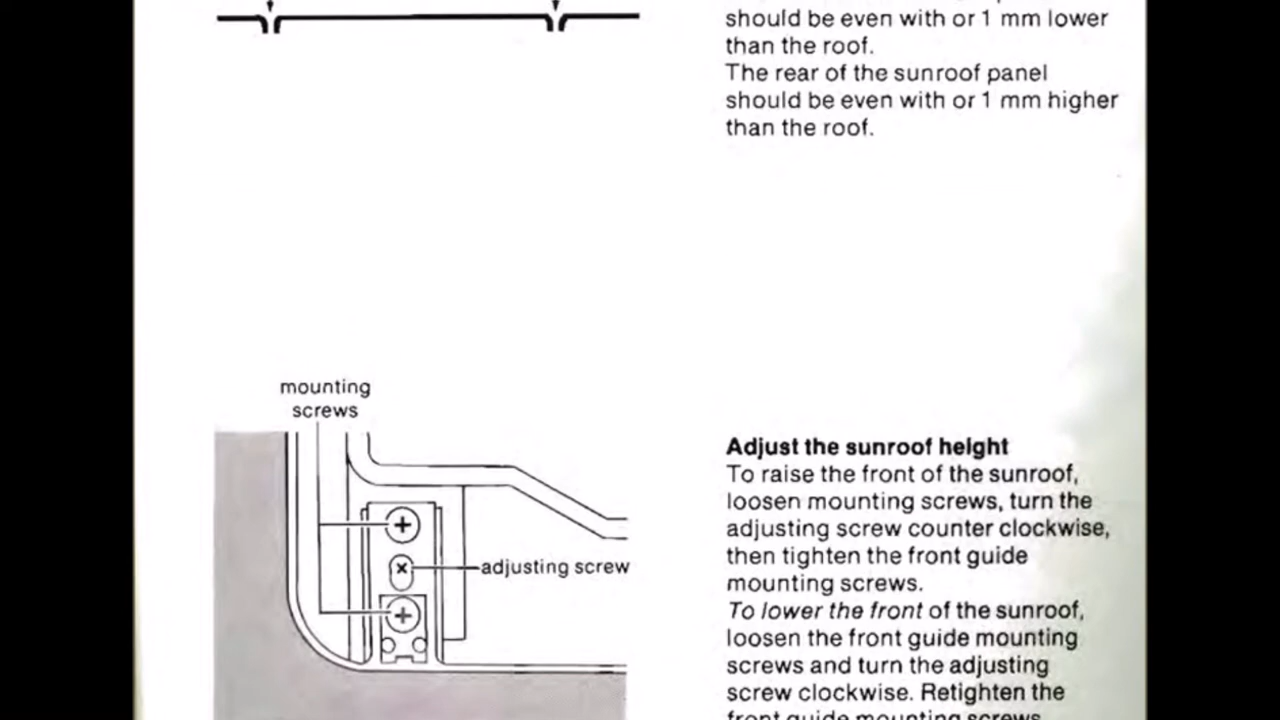 should be even with or 1 mm lower
than the roof.
The rear of the sunroof panel
should be even with or 1 mm higher
than the roof.
mounting
screws
adjusting screw
Adjust the sunroof height
To raise the front of the sunroof,
loosen mounting screws, turn the
adjusting screw counter clockwise,
then tighten the front guide
mounting screws.
To lower the front of the sunroof,
loosen the front guide mounting
screws and turn the adjusting
screw clockwise. Retighten the
front guide mounting screws